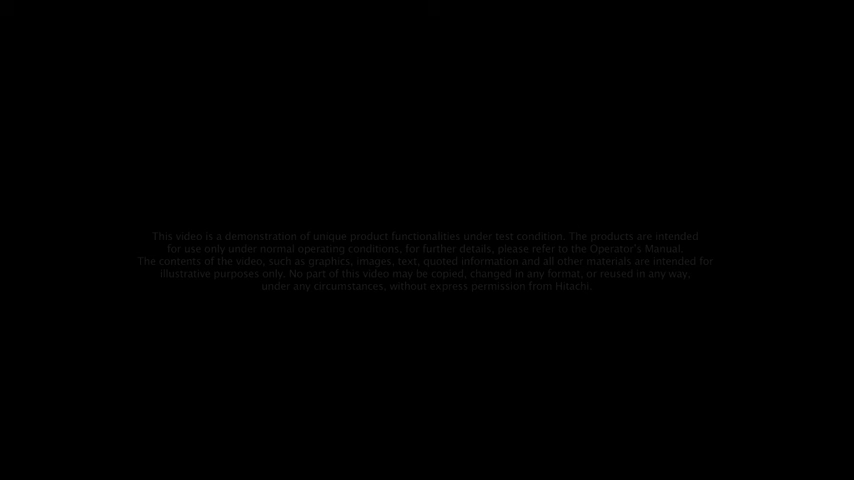 This video is a demonstration of unique product functionalities under test condition. The products are intended
for use only under normal operating conditions, for further details, please refer to the Operator's Manual.
The contents of the video, such as graphics, images, text, quoted information and all other materials are intended for
illustrative purposes only. No part of this video may be copied, changed in any format, or reused in any way,
under any circumstances, without express permission from Hitachi.